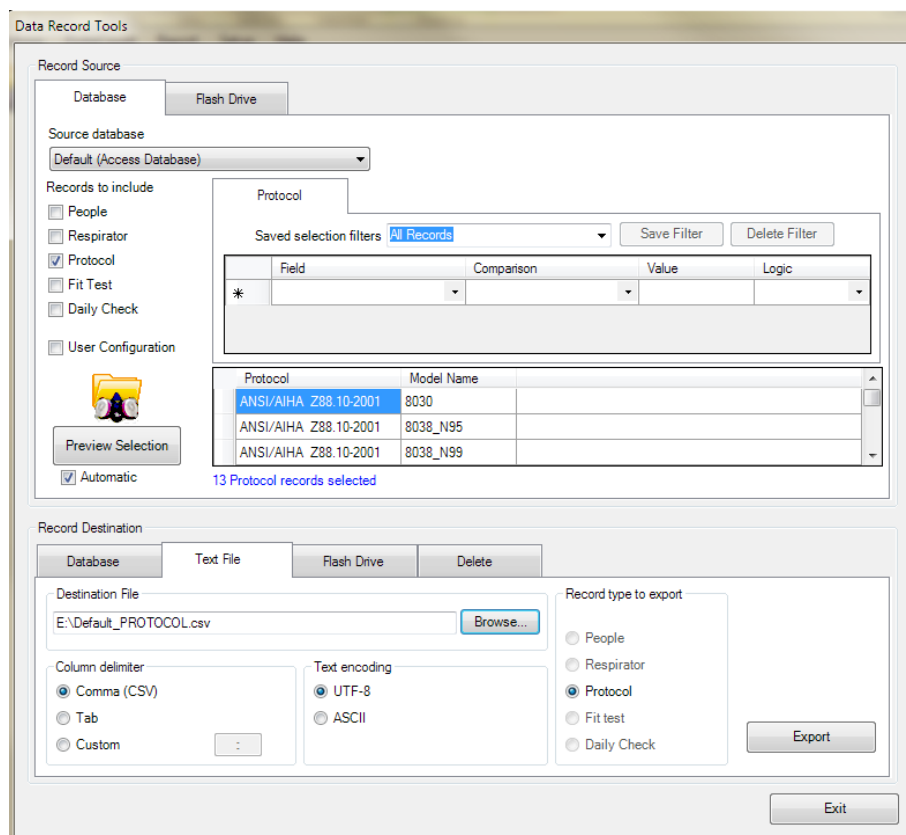 Data Record Tools
Record Source
Database Flash Drive
Source database
Default (Access Database)
Records to include
People
Respirator
Protocol
Fit Test
Daily Check
User Configuration
Preview Selection
Automatic
Protocol
Saved selection filters All Records Save Filter Delete Filter
Field Comparison Value Logic
*
Protocol Model Name
ANSI/AIHA Z88.10-2001 8030
ANSI/AIHA Z88.10-2001 8038_N95
ANSI/AIHA Z88.10-2001 8038_N99
13 Protocol records selected
Record Destination
Database Text File Flash Drive Delete
Destination File
E:\Default_PROTOCOL.csv Browse...
Column delimiter
Comma (CSV)
Tab
Custom :
Text encoding
UTF-8
ASCII
Record type to export
People
Respirator
Protocol
Fit test
Daily Check
Export
Exit